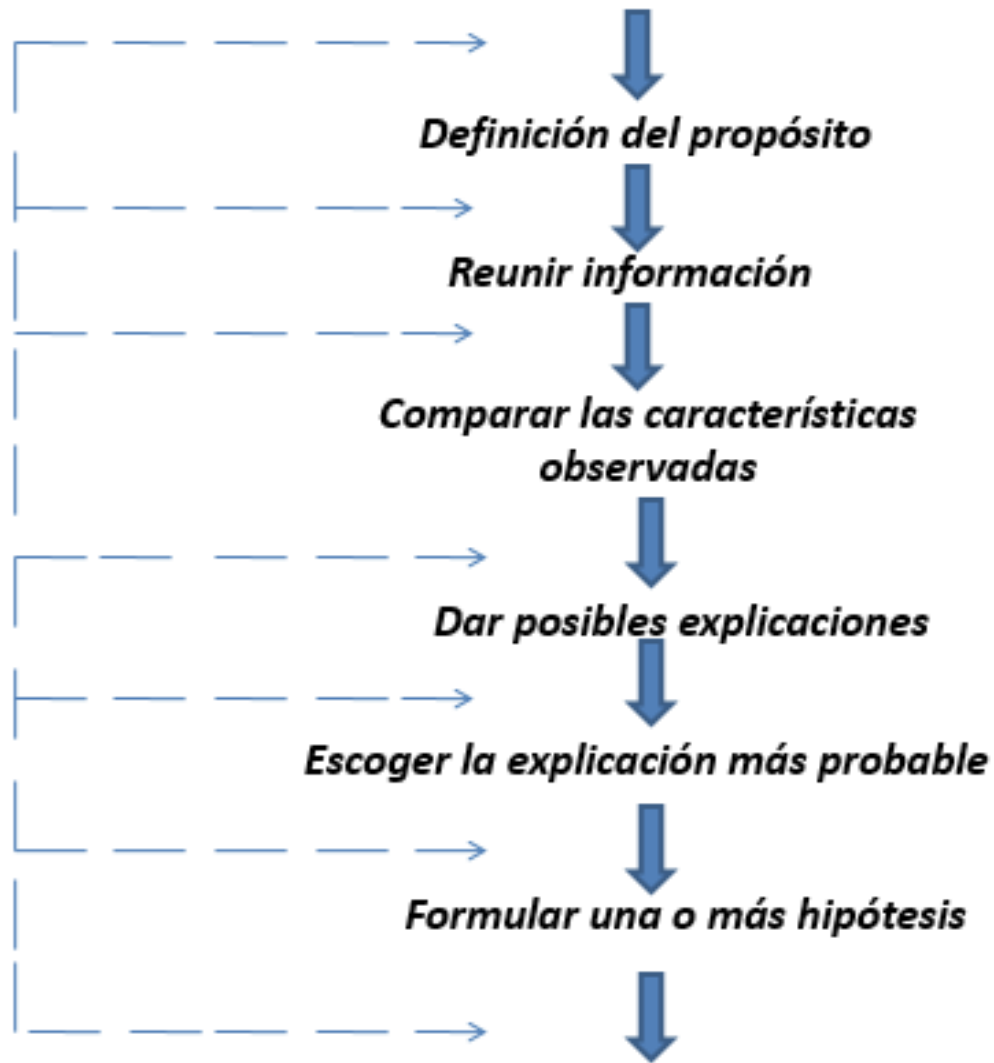 Definición del propósito
Reunir información
Comparar las carácterísticas
observadas
Dar posibles explicaciones
Escoger la explicación más probable
Formular una o más hipótesis